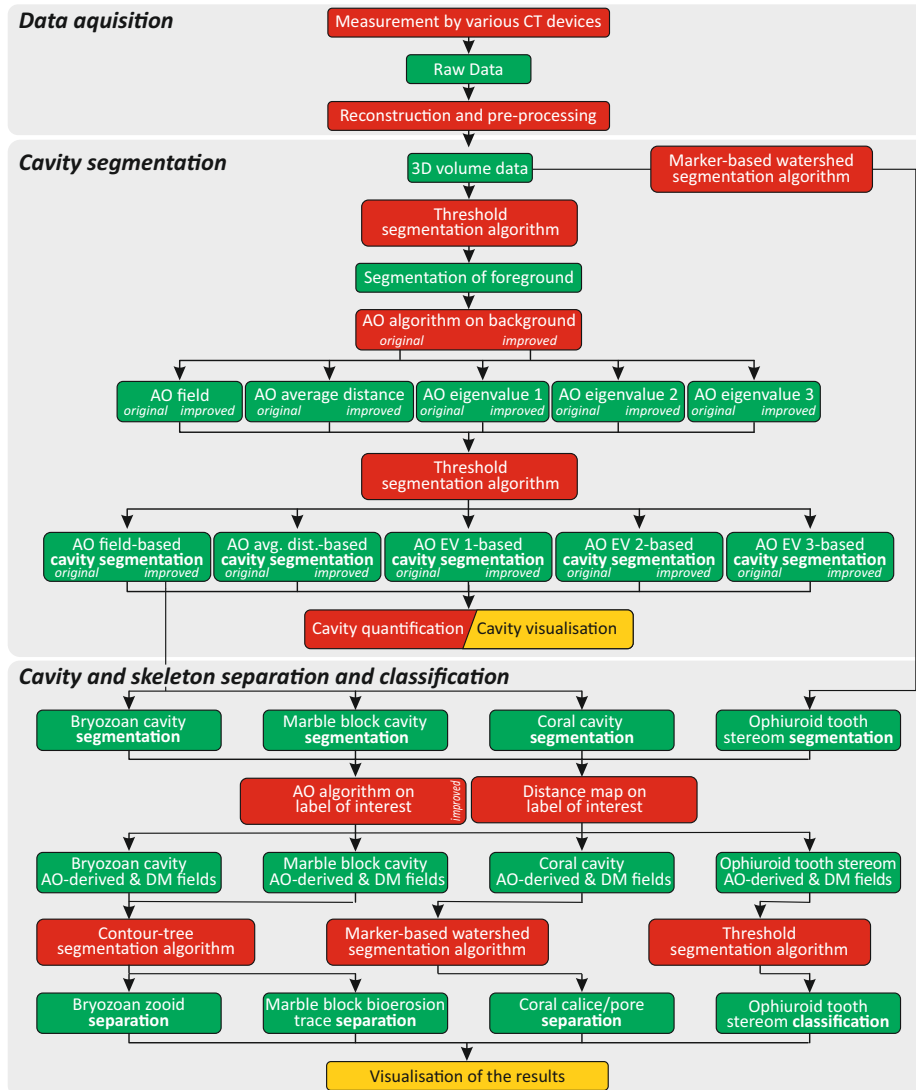 Data aquisition
Measurement by various CT devices
Raw Data
Reconstruction and pre-processing
Cavity segmentation
3D volume data
Marker-based watershed
segmentation algorithm
Threshold
segmentation algorithm
Segmentation of foreground
AO algorithm on background
original improved
AO field
original improved
AO average distance
original improved
AO eigenvalue 1
original improved
AO eigenvalue 2
original improved
AO eigenvalue 3
original improved
Threshold
segmentation algorithm
AO field-based
cavity segmentation
original improved
AO avg. dist.-based
cavity segmentation
original improved
AO EV 1-based
cavity segmentation
original improved
AO EV 2-based
cavity segmentation
original improved
AO EV 3-based
cavity segmentation
original improved
Cavity quantification
Cavity visualisation
Cavity and skeleton separation and classification
Bryozoan cavity
segmentation
Marble block cavity
segmentation
Coral cavity
segmentation
Ophiuroid tooth
stereom segmentation
AO algorithm on
label of interest
improved
Distance map on
label of interest
Bryozoan cavity
AO-derived & DM fields
Marble block cavity
AO-derived & DM fields
Coral cavity
AO-derived & DM fields
Ophiuroid tooth stereom
AO-derived & DM fields
Contour-tree
segmentation algorithm
Marker-based watershed
segmentation algorithm
Threshold
segmentation algorithm
Bryozoan zooid
separation
Marble block bioerosion
trace separation
Coral calice/pore
separation
Ophiuroid tooth
stereom classification
Visualisation of the results